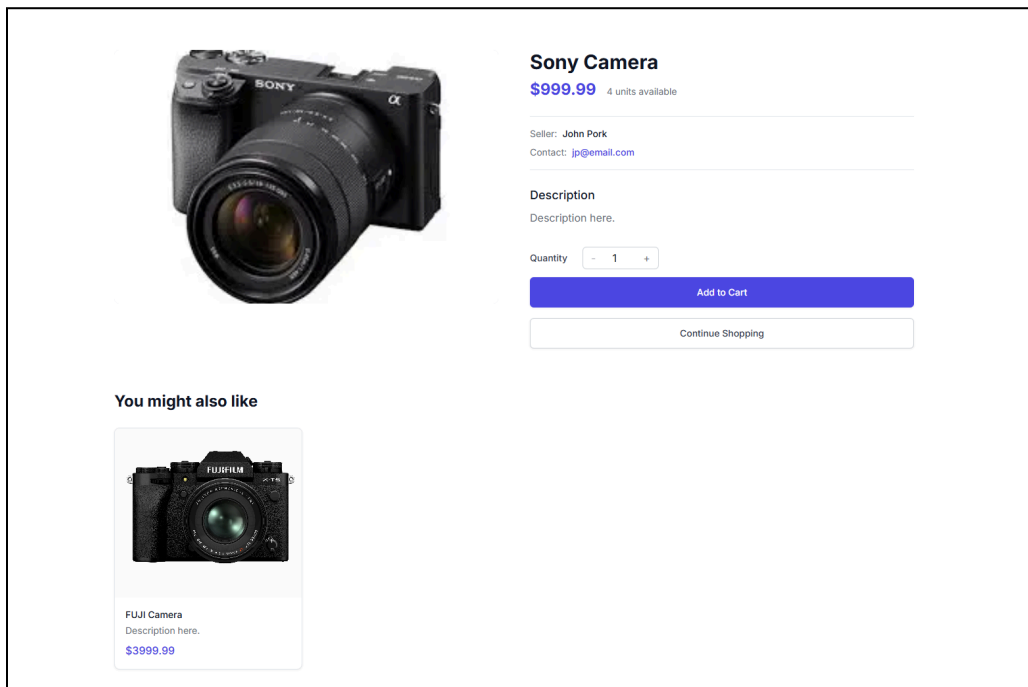 SONY
α
Sony Camera
$999.99 4 units available
Seller: John Pork
Contact: jp@email.com
Description
Description here.
Quantity - 1 +
Add to Cart
Continue Shopping
You might also like
FUJIFILM
X-T5
FUJI Camera
Description here.
$3999.99